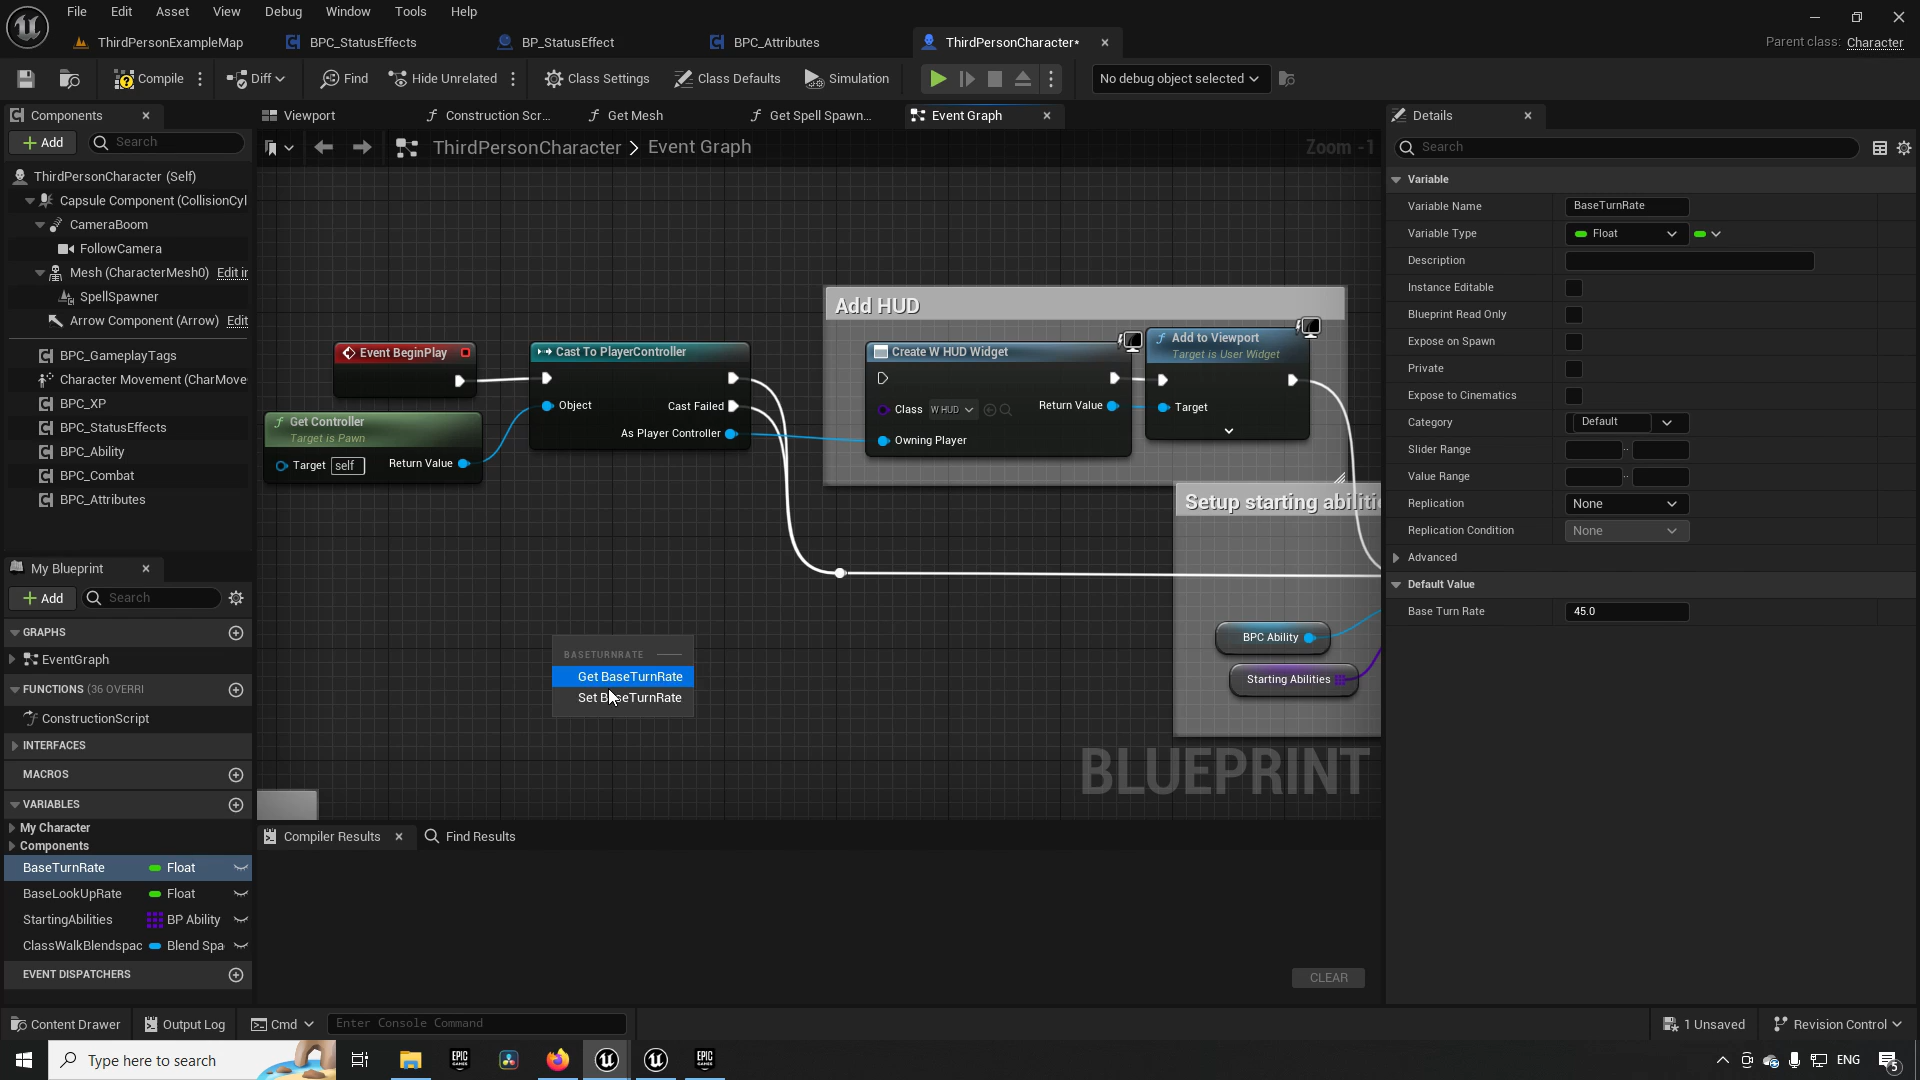 File Edit Asset View Debug Window Tools Help
ThirdPersonExampleMap BPC_StatusEffects BP_StatusEffect BPC_Attributes ThirdPersonCharacter* Parent class: Character
Compile Diff Find Hide Unrelated Class Settings Class Defaults Simulation No debug object selected
Components
Add Search
ThirdPersonCharacter (Self)
Capsule Component (CollisionCyl
CameraBoom
FollowCamera
Mesh (CharacterMesh0) Edit in
SpellSpawner
Arrow Component (Arrow) Edit
BPC_GameplayTags
Character Movement (CharMove
BPC_XP
BPC_StatusEffects
BPC_Ability
BPC_Combat
BPC_Attributes
My Blueprint
Add Search
GRAPHS
EventGraph
FUNCTIONS (36 OVERRI
ConstructionScript
INTERFACES
MACROS
VARIABLES
My Character
Components
BaseTurnRate Float
BaseLookUpRate Float
StartingAbilities BP Ability
ClassWalkBlendspac Blend Spa
EVENT DISPATCHERS
Viewport Construction Scr... Get Mesh Get Spell Spawn... Event Graph
ThirdPersonCharacter > Event Graph Zoom -1
Event BeginPlay
Get Controller
Target is Pawn
Target self Return Value
Cast To PlayerController
Object Cast Failed
As Player Controller
Add HUD
Create W HUD Widget
Class W HUD Return Value
Owning Player
Add to Viewport
Target is User Widget
Target
Setup starting abilitie
BPC Ability
Starting Abilities
BASETURNRATE
Get BaseTurnRate
Set BaseTurnRate
BLUEPRINT
Compiler Results Find Results
CLEAR
Details
Search
Variable
Variable Name BaseTurnRate
Variable Type Float
Description
Instance Editable
Blueprint Read Only
Expose on Spawn
Private
Expose to Cinematics
Category Default
Slider Range ..
Value Range ..
Replication None
Replication Condition None
Advanced
Default Value
Base Turn Rate 45.0
Content Drawer Output Log Cmd Enter Console Command 1 Unsaved Revision Control
Type here to search EPIC GAMES EPIC GAMES ENG 5